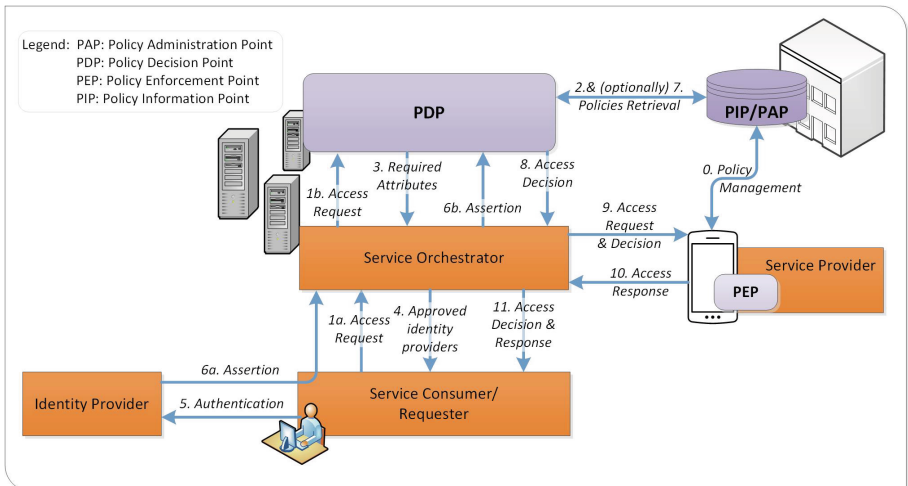 Legend: PAP: Policy Administration Point
PDP: Policy Decision Point
PEP: Policy Enforcement Point
PIP: Policy Information Point
PDP
2.& (optionally) 7.
Policies Retrieval
PIP/PAP
0. Policy
Management
1b. Access
Request
3. Required
Attributes
6b. Assertion
8. Access
Decision
9. Access
Request
& Decision
Service Orchestrator
10. Access
Response
Service Provider
PEP
1a. Access
Request
4. Approved
identity
providers
11. Access
Decision &
Response
6a. Assertion
5. Authentication
Identity Provider
Service Consumer/
Requester